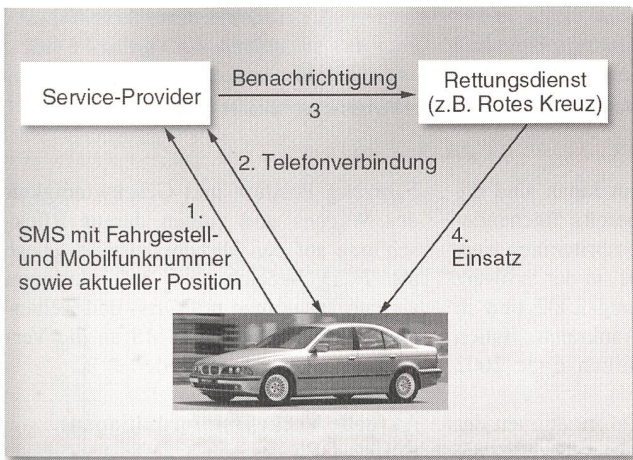 Service-Provider
Benachrichtigung
3
Rettungsdienst
(z.B. Rotes Kreuz)
2. Telefonverbindung
1.
SMS mit Fahrgestell-
und Mobilfunknummer
sowie aktueller Position
4.
Einsatz